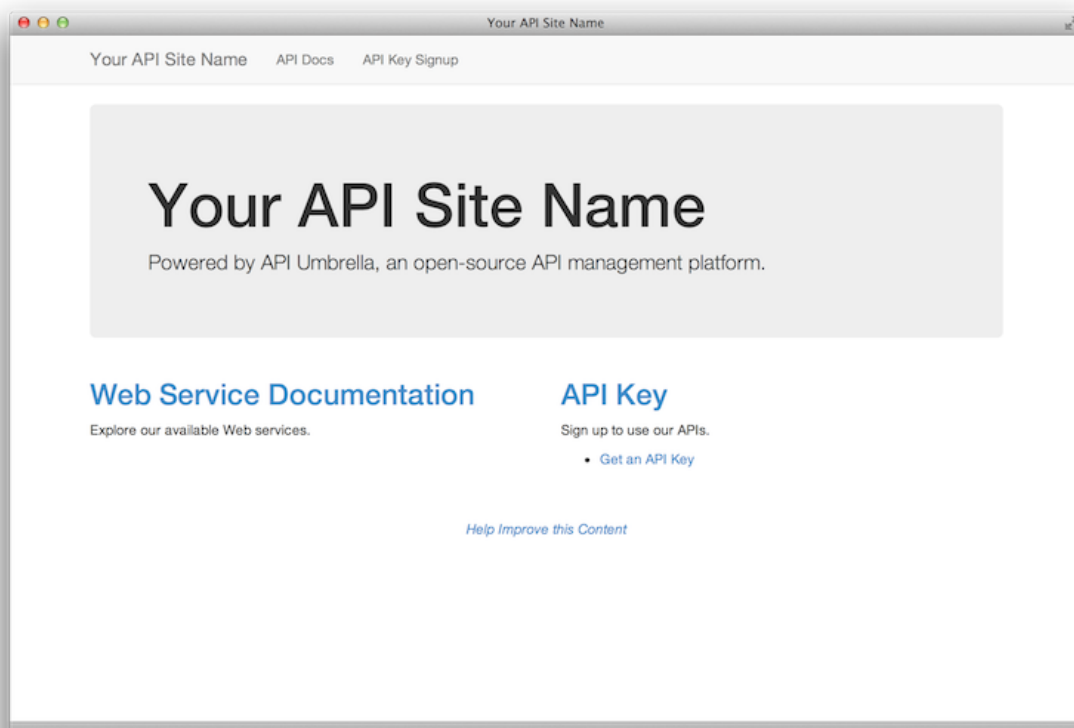 Your API Site Name
Your API Site Name API Docs API Key Signup
Your API Site Name
Powered by API Umbrella, an open-source API management platform.
Web Service Documentation
Explore our available Web services.
API Key
Sign up to use our APIs.
Get an API Key
Help Improve this Content